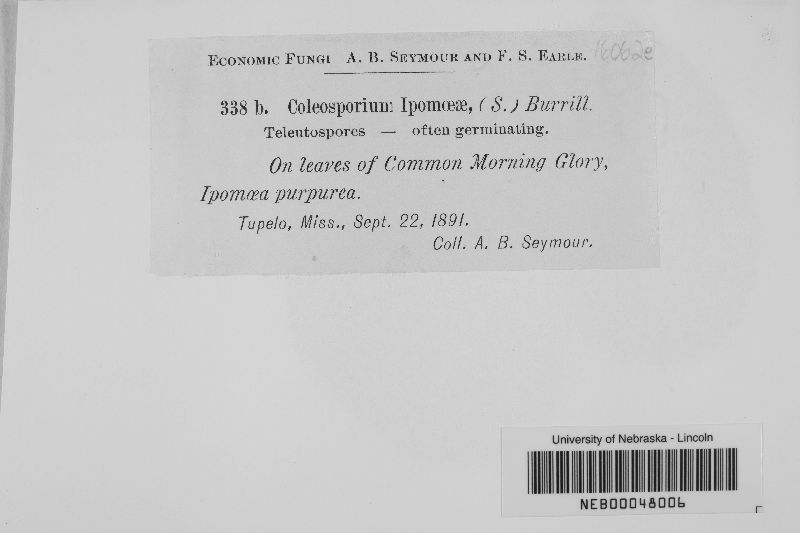 Economic Fungi A. B. Seymour and F. S. Earle. 16062e
338 b. Coleosporium Ipomœæ, (S.) Burrill.
Teleutospores — often germinating.
On leaves of Common Morning Glory,
Ipomœa purpurea.
Tupelo, Miss., Sept. 22, 1891.
Coll. A. B. Seymour.
University of Nebraska - Lincoln
NEB00048006